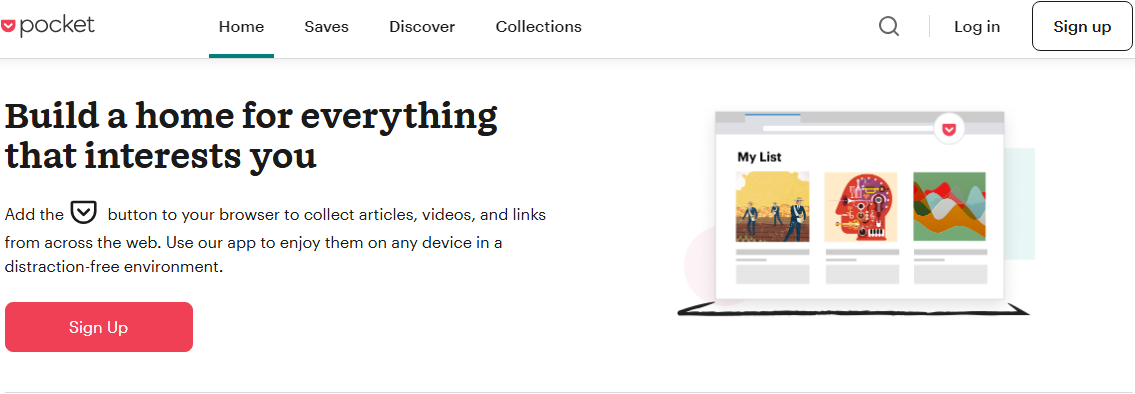 pocket Home Saves Discover Collections Log in Sign up
Build a home for everything
that interests you
My List
Add the button to your browser to collect articles, videos, and links
from across the web. Use our app to enjoy them on any device in a
distraction-free environment.
Sign Up